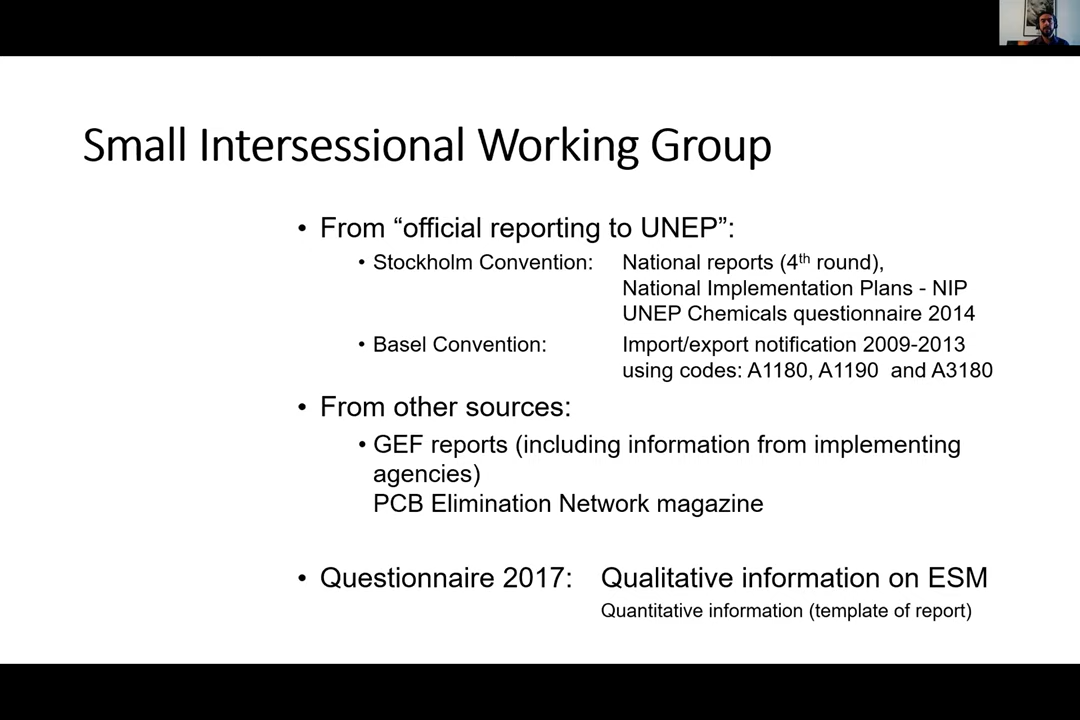 Small Intersessional Working Group
• From “official reporting to UNEP”:
• Stockholm Convention: National reports (4th round),
National Implementation Plans - NIP
UNEP Chemicals questionnaire 2014
• Basel Convention: Import/export notification 2009-2013
using codes: A1180, A1190 and A3180
• From other sources:
• GEF reports (including information from implementing
agencies)
PCB Elimination Network magazine
• Questionnaire 2017: Qualitative information on ESM
Quantitative information (template of report)